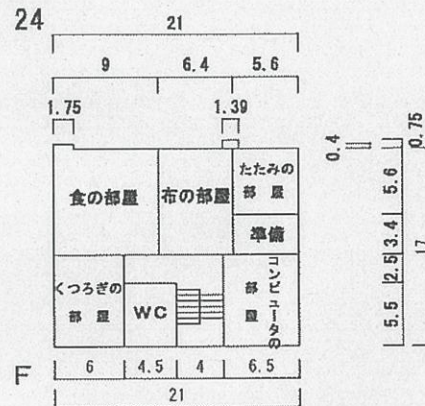 24
21
9
6.4
5.6
1.75
1.39
0.4
0.75
食の部屋
布の部屋
たたみの
部屋
準備
5.6
3.4
2.5
5.5
17
くつろぎの
部屋
WC
コンピュータの
部屋
F
6
4.5
4
6.5
21